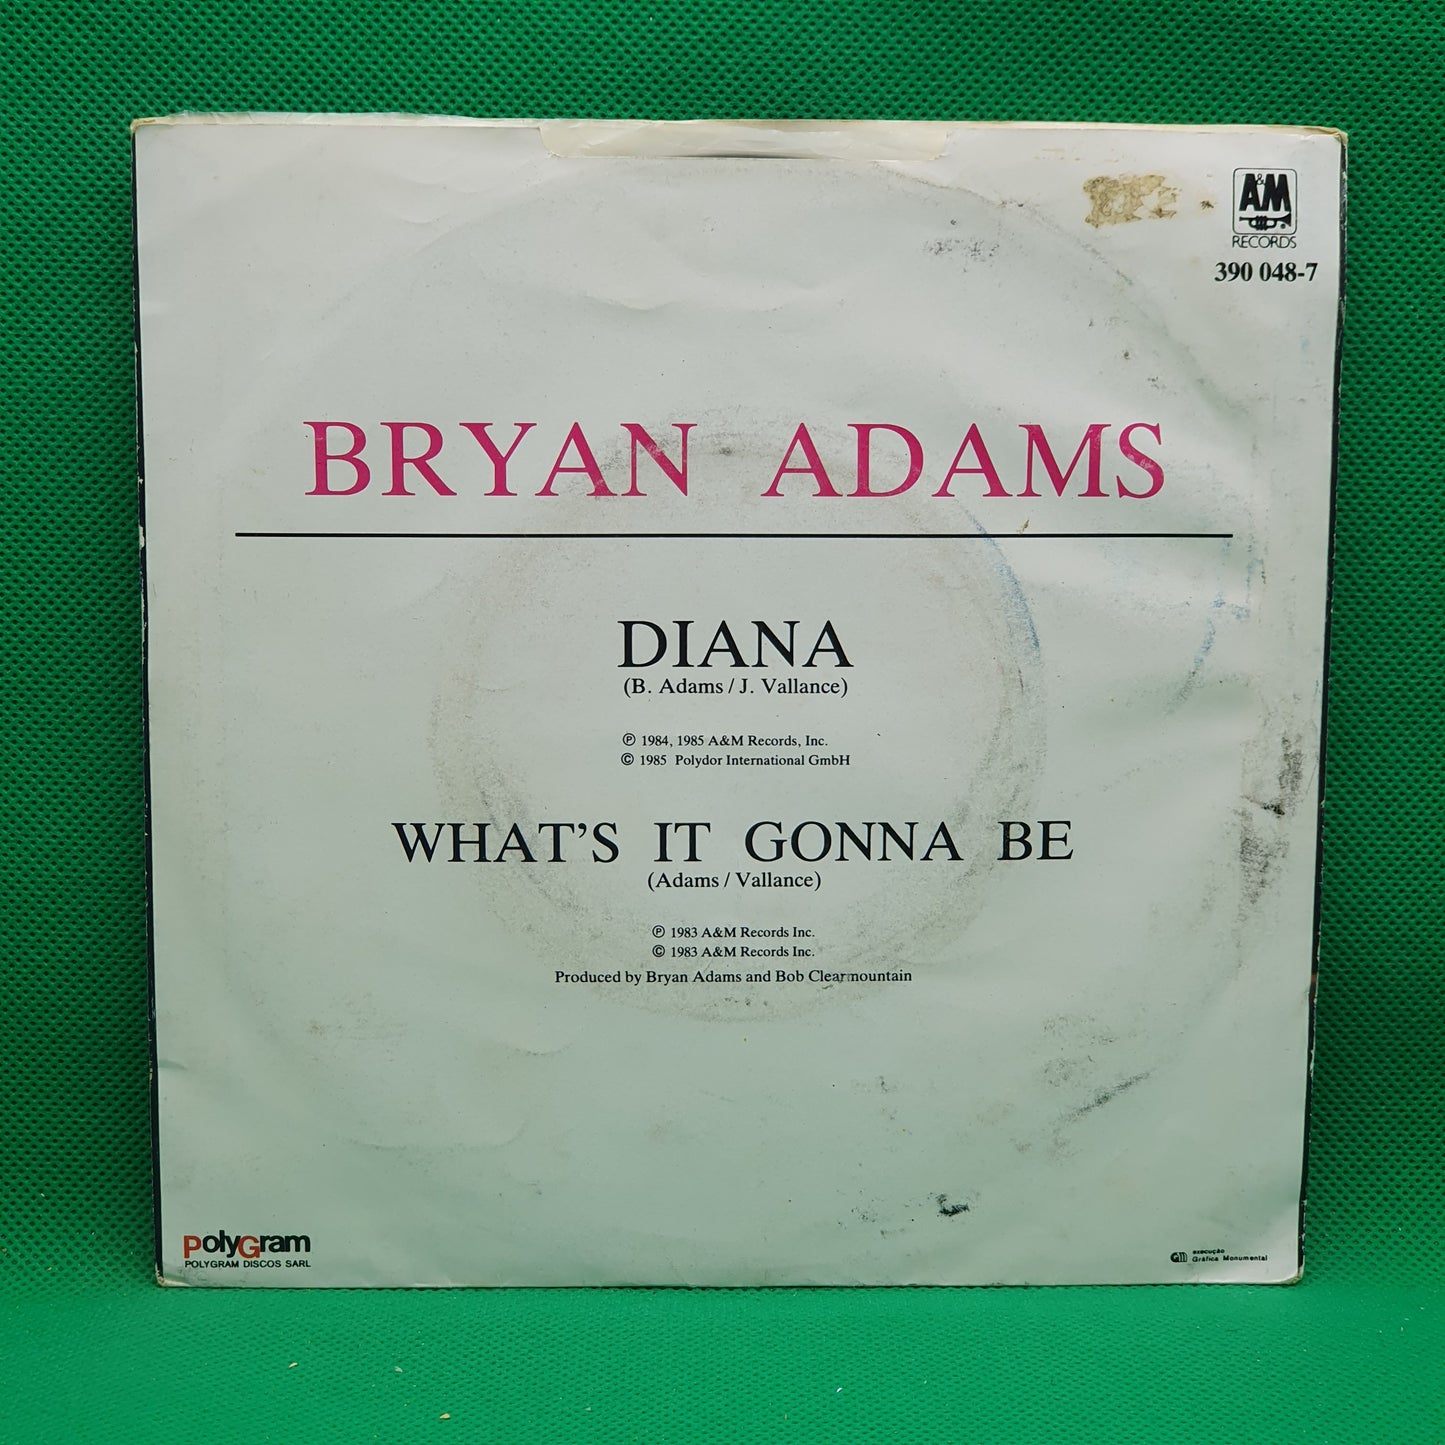 A&M
RECORDS
390 048-7
BRYAN ADAMS
DIANA
(B. Adams / J. Vallance)
℗ 1984, 1985 A&M Records, Inc.
© 1985 Polydor International GmbH
WHAT'S IT GONNA BE
(Adams / Vallance)
℗ 1983 A&M Records Inc.
© 1983 A&M Records Inc.
Produced by Bryan Adams and Bob Clearmountain
PolyGram
POLYGRAM DISCOS SARL
GM
execução
Gráfica Monumental